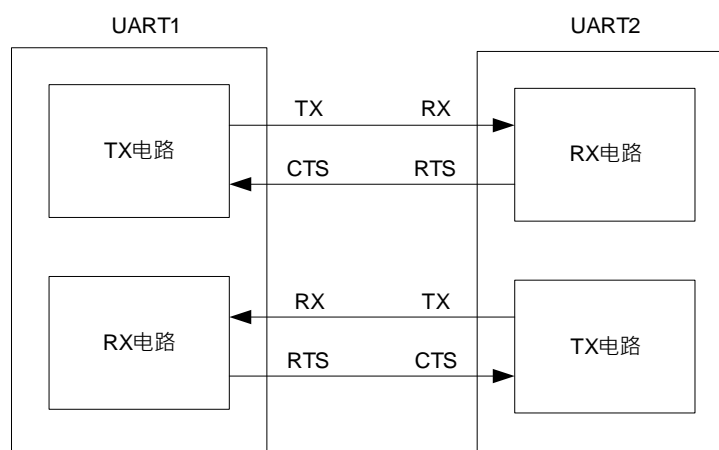 UART1 UART2
TX RX
TX电路 RX电路
CTS RTS
RX TX
RX电路 TX电路
RTS CTS